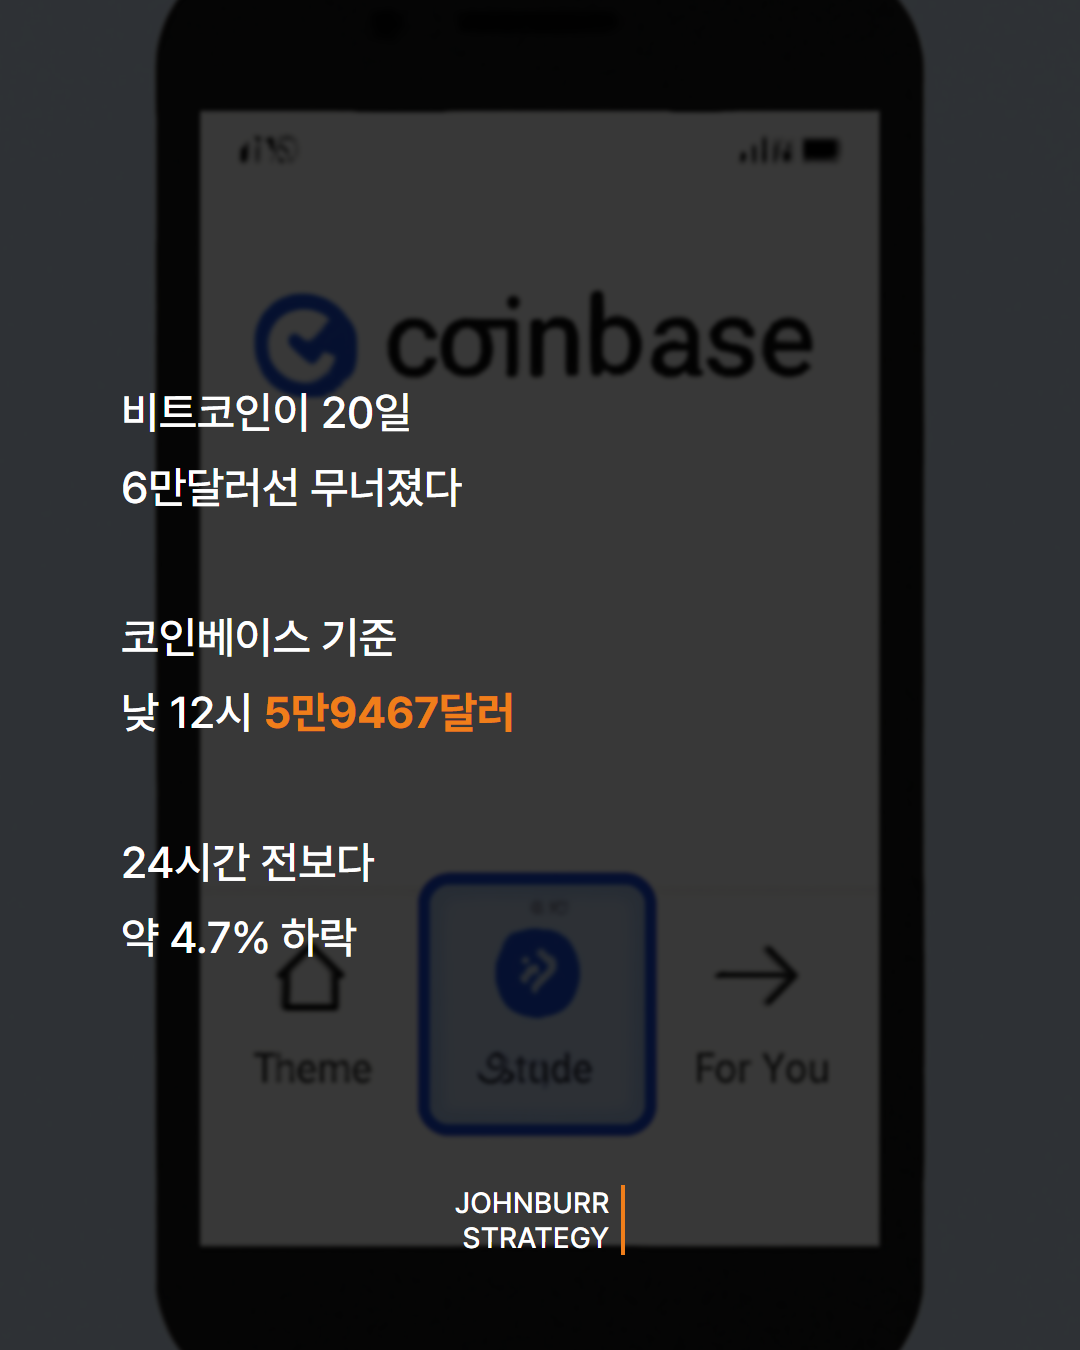 coinbase
비트코인이 20일
6만달러선 무너졌다
코인베이스 기준
낮 12시 5만9467달러
24시간 전보다
약 4.7% 하락
Theme
For You
JOHNBURR
STRATEGY